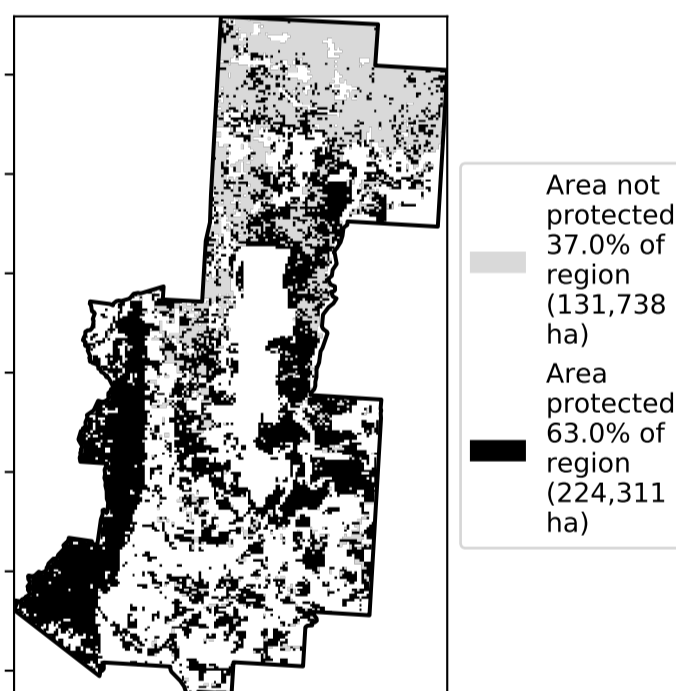 Area not
protected
37.0% of
region
(131,738
ha)
Area
protected
63.0% of
region
(224,311
ha)